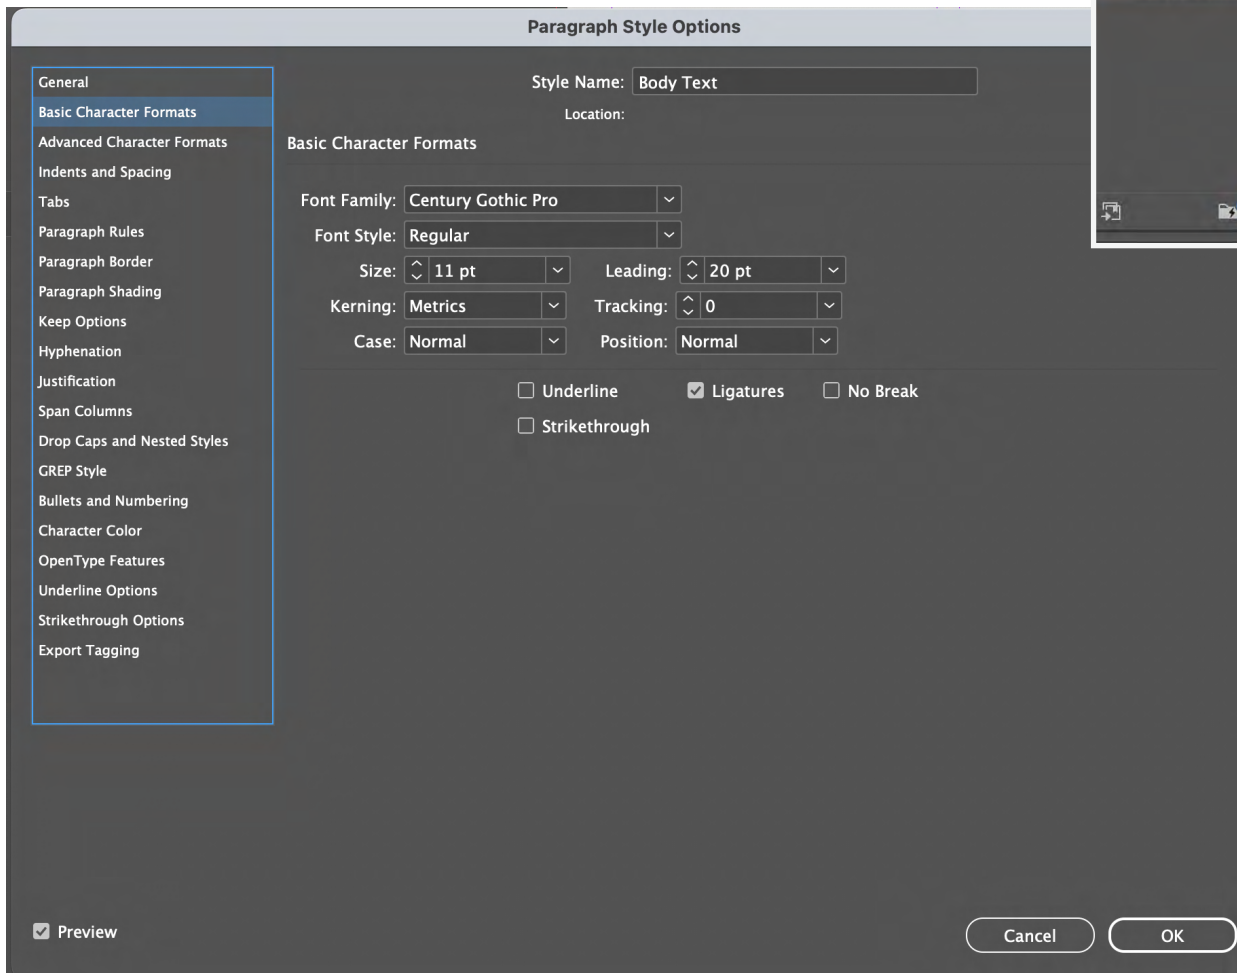 Paragraph Style Options
General
Basic Character Formats
Advanced Character Formats
Indents and Spacing
Tabs
Paragraph Rules
Paragraph Border
Paragraph Shading
Keep Options
Hyphenation
Justification
Span Columns
Drop Caps and Nested Styles
GREP Style
Bullets and Numbering
Character Color
OpenType Features
Underline Options
Strikethrough Options
Export Tagging
Style Name: Body Text
Location:
Basic Character Formats
Font Family: Century Gothic Pro
Font Style: Regular
Size: 11 pt Leading: 20 pt
Kerning: Metrics Tracking: 0
Case: Normal Position: Normal
Underline Ligatures No Break
Strikethrough
Preview Cancel OK